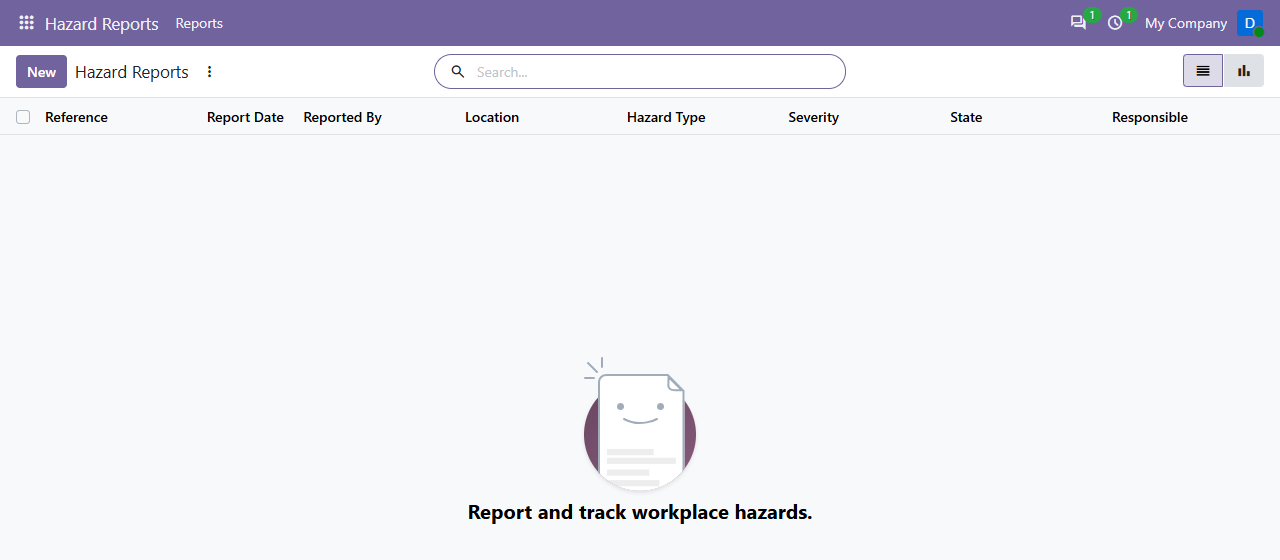 Hazard Reports Reports 1 1 My Company D
New Hazard Reports Search...
Reference Report Date Reported By Location Hazard Type Severity State Responsible
Report and track workplace hazards.